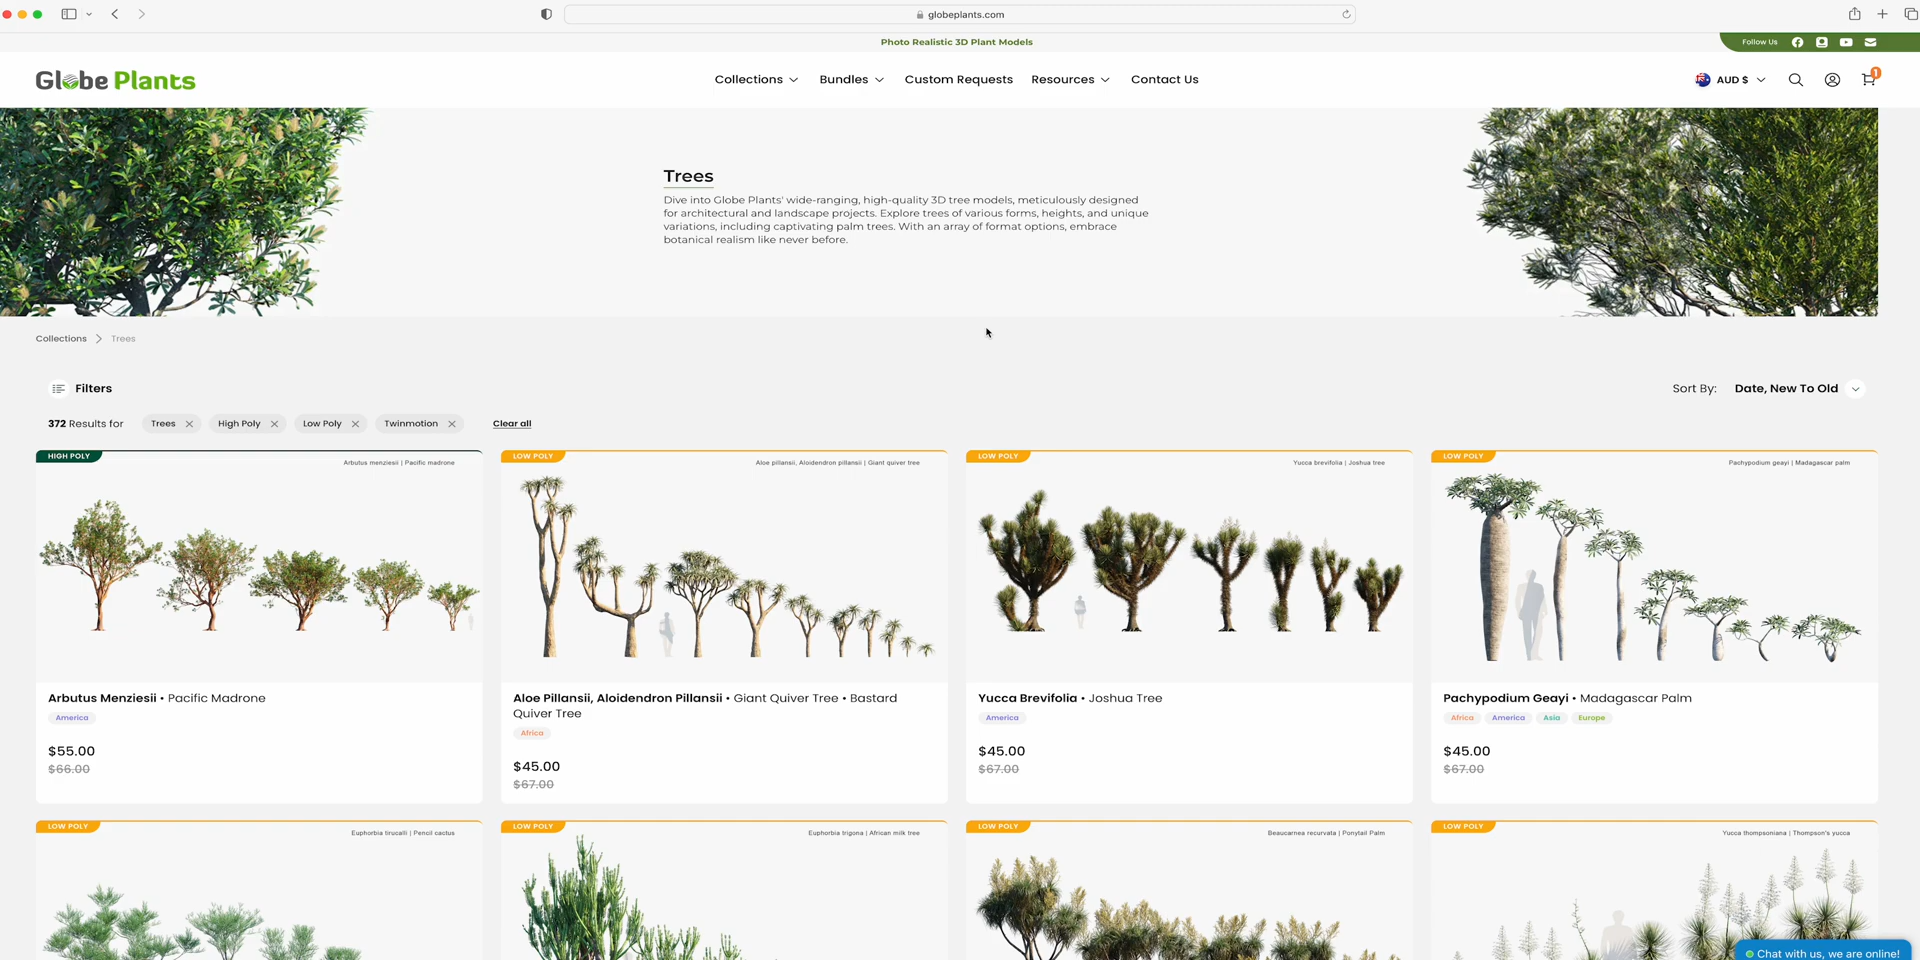 globeplants.com
Photo Realistic 3D Plant Models
Follow Us
Globe Plants
Collections
Bundles
Custom Requests
Resources
Contact Us
AUD $
1
Trees
Dive into Globe Plants' wide-ranging, high-quality 3D tree models, meticulously designed
for architectural and landscape projects. Explore trees of various forms, heights, and unique
variations, including captivating palm trees. With an array of format options, embrace
botanical realism like never before.
Collections > Trees
Filters
Sort By: Date, New To Old
372 Results for
Trees
High Poly
Low Poly
Twinmotion
Clear all
HIGH POLY
Arbutus menziesii | Pacific madrone
Arbutus Menziesii • Pacific Madrone
America
$55.00
$66.00
LOW POLY
Aloe pillansii, Aloidendron pillansii | Giant quiver tree
Aloe Pillansii, Aloidendron Pillansii • Giant Quiver Tree • Bastard
Quiver Tree
Africa
$45.00
$67.00
LOW POLY
Yucca brevifolia | Joshua tree
Yucca Brevifolia • Joshua Tree
America
$45.00
$67.00
LOW POLY
Pachypodium geayi | Madagascar palm
Pachypodium Geayi • Madagascar Palm
Africa America Asia Europe
$45.00
$67.00
LOW POLY
Euphorbia tirucalli | Pencil cactus
LOW POLY
Euphorbia trigona | African milk tree
LOW POLY
Beaucarnea recurvata | Ponytail Palm
LOW POLY
Yucca thompsoniana | Thompson's yucca
Chat with us, we are online!